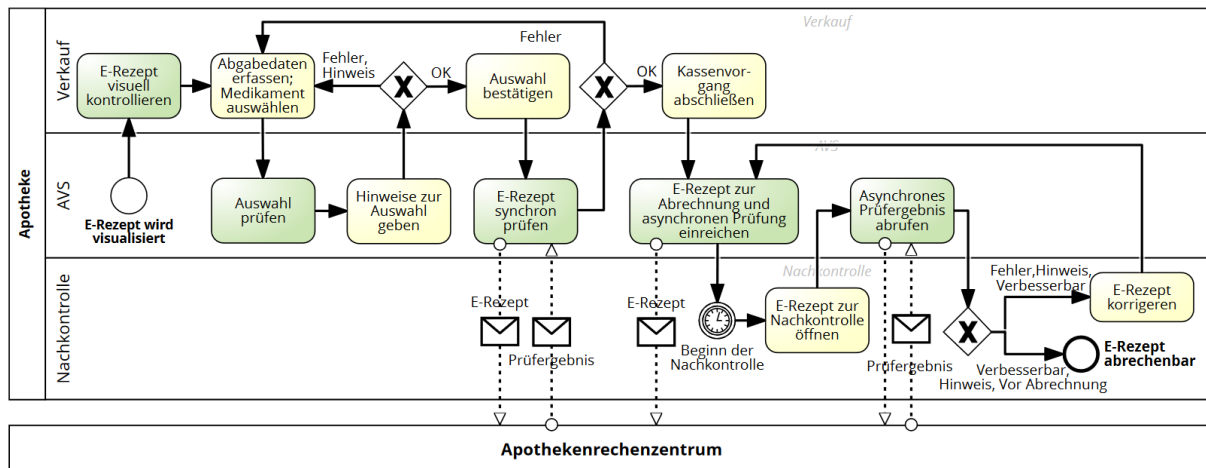 Verkauf
Apotheke
Verkauf
E-Rezept
visuell
kontrollieren
Abgabedaten
erfassen;
Medikament
auswählen
Fehler,
Hinweis
OK
Auswahl
bestätigen
Fehler
OK
Kassenvor-
gang
abschließen
AVS
AVS
E-Rezept wird
visualisiert
Auswahl
prüfen
Hinweise zur
Auswahl
geben
E-Rezept
synchron
prüfen
E-Rezept zur
Abrechnung und
asynchronen Prüfung
einreichen
Asynchrones
Prüfergebnis
abrufen
Nachkontrolle
Nachkontrolle
E-Rezept
Prüfergebnis
E-Rezept
Beginn der
Nachkontrolle
E-Rezept zur
Nachkontrolle
öffnen
Prüfergebnis
Fehler,Hinweis,
Verbesserbar
E-Rezept
korrigeren
E-Rezept
abrechenbar
Verbesserbar,
Hinweis, Vor Abrechnung
Apothekenrechenzentrum